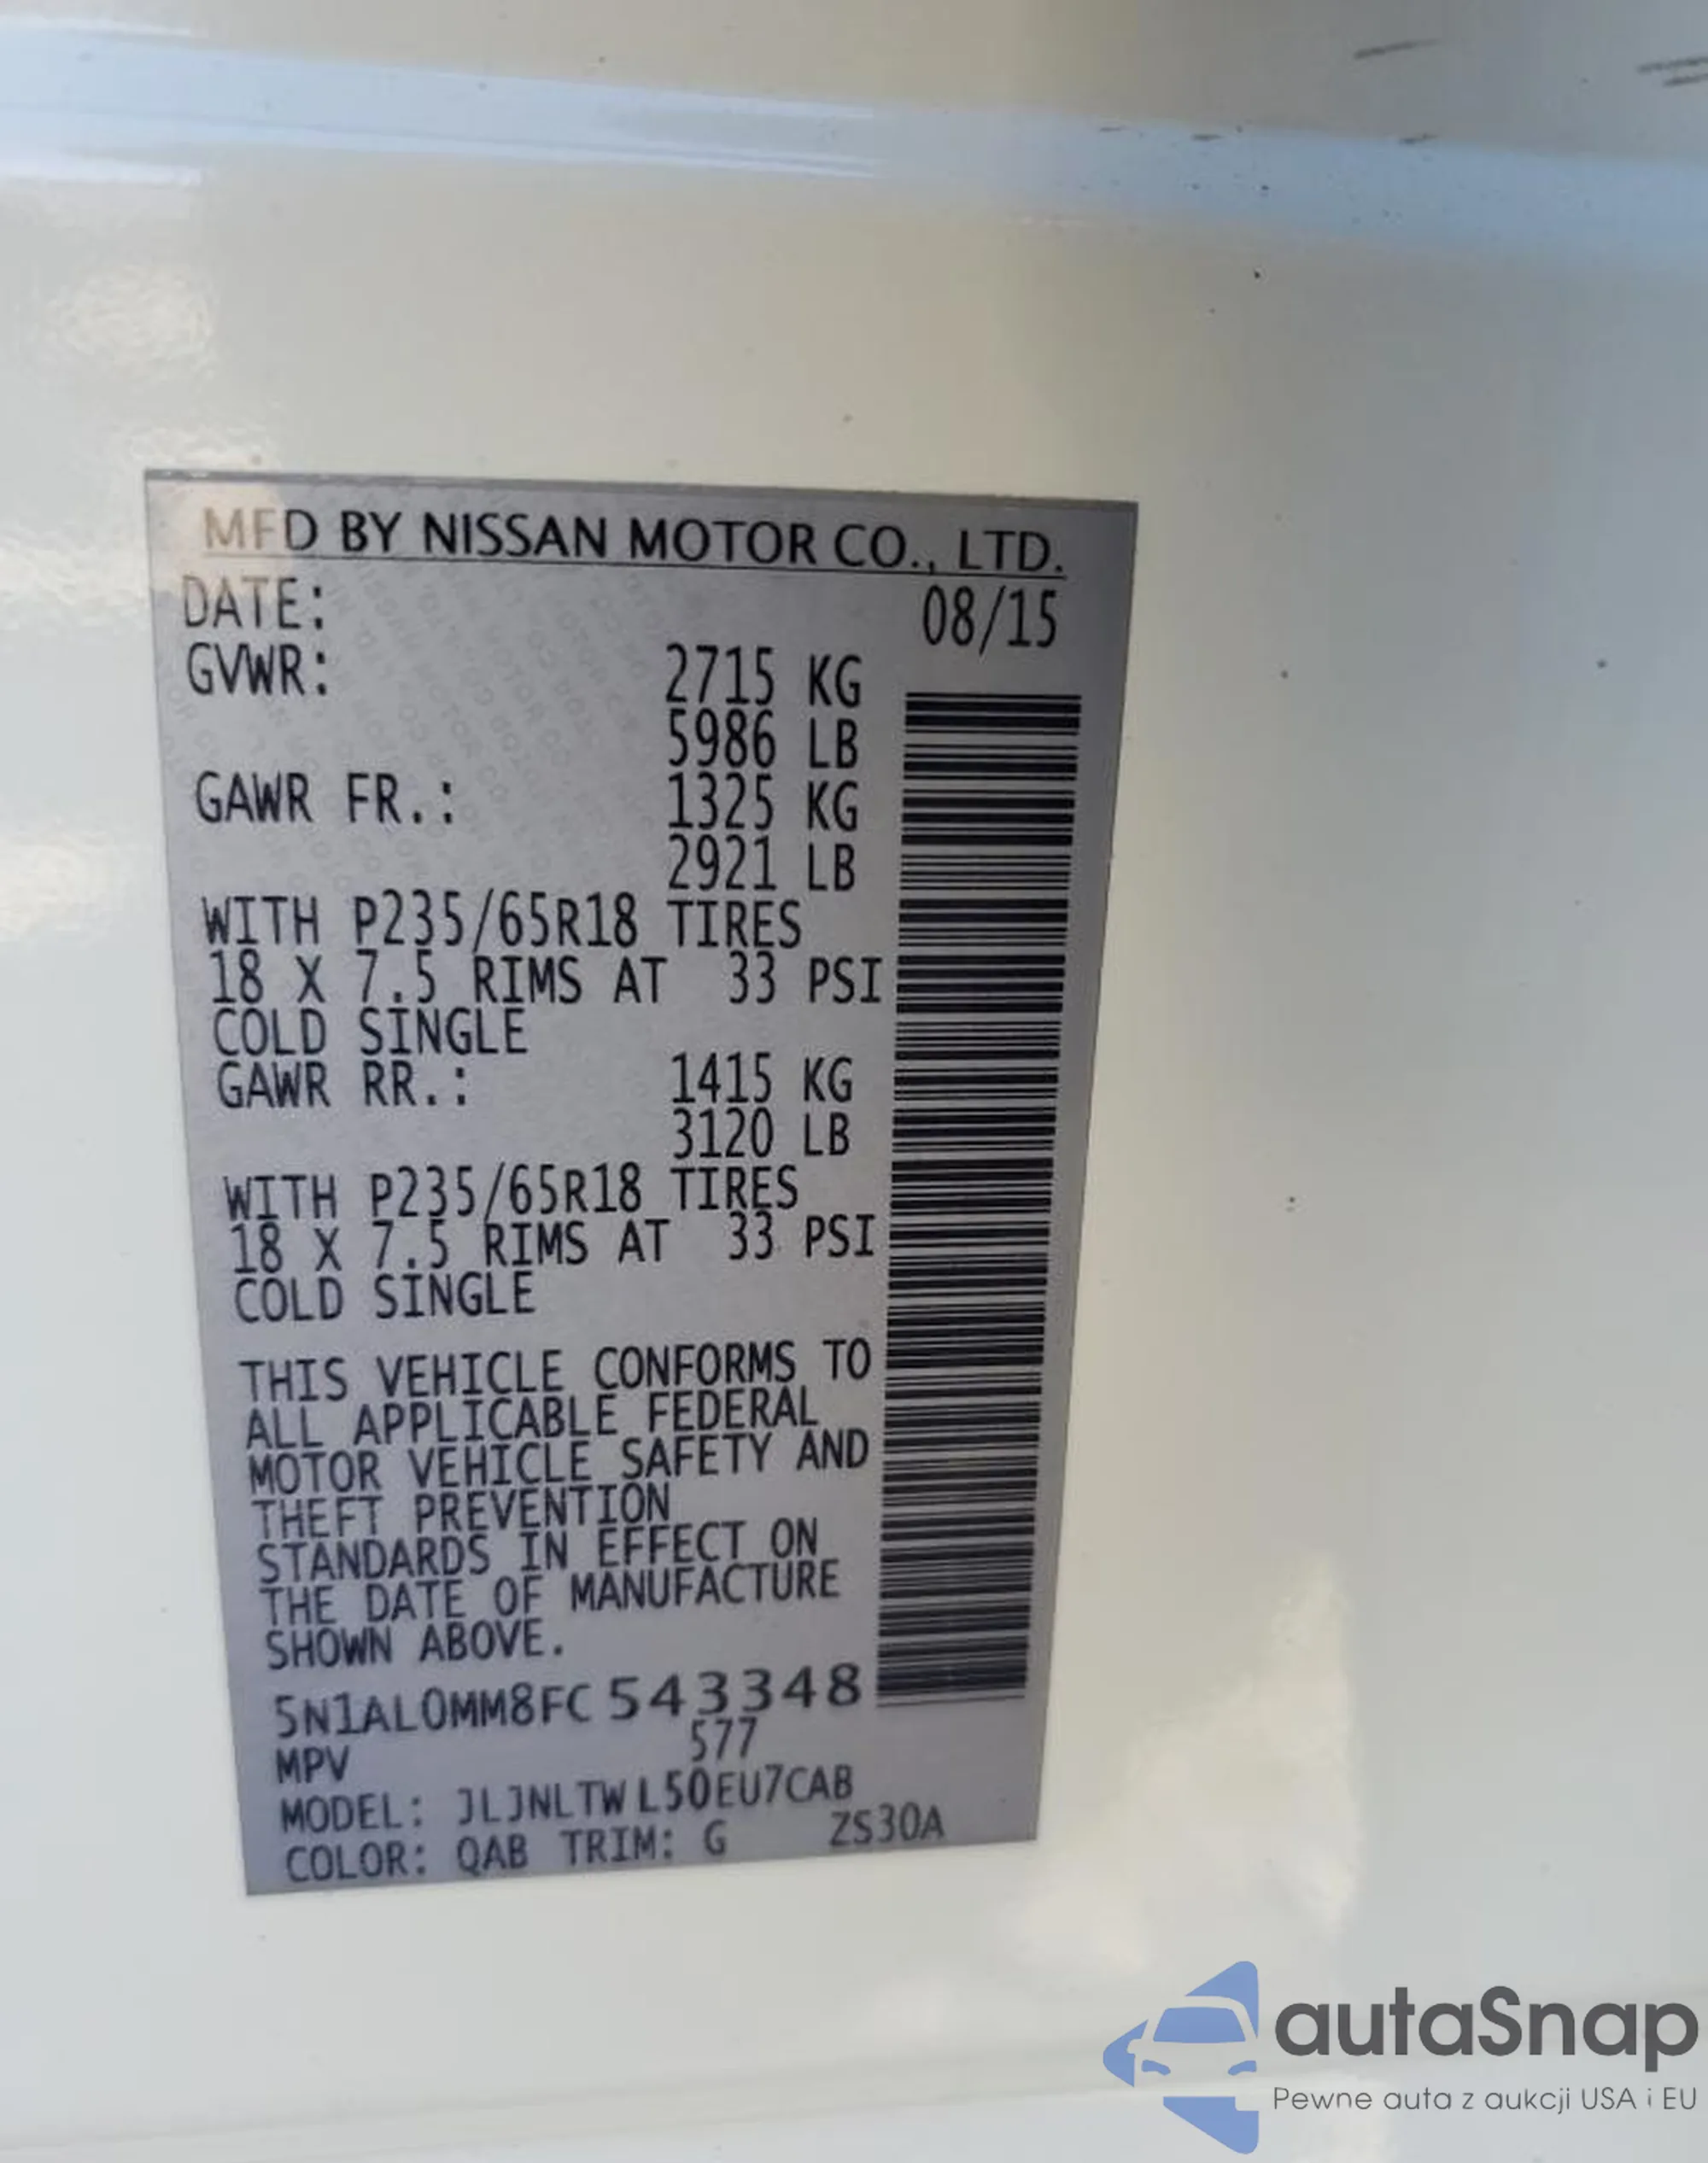 MFD BY NISSAN MOTOR CO., LTD.
DATE: 08/15
GVWR: 2715 KG
5986 LB
GAWR FR.: 1325 KG
2921 LB
WITH P235/65R18 TIRES
18 X 7.5 RIMS AT 33 PSI
COLD SINGLE
GAWR RR.: 1415 KG
3120 LB
WITH P235/65R18 TIRES
18 X 7.5 RIMS AT 33 PSI
COLD SINGLE
THIS VEHICLE CONFORMS TO
ALL APPLICABLE FEDERAL
MOTOR VEHICLE SAFETY AND
THEFT PREVENTION
STANDARDS IN EFFECT ON
THE DATE OF MANUFACTURE
SHOWN ABOVE.
5N1AL0MM8FC543348
MPV 577
MODEL: JLJNLTWL50EU7CAB
COLOR: QAB TRIM: G ZS30A
autaSnap
Pewne auta z aukcji USA i EU